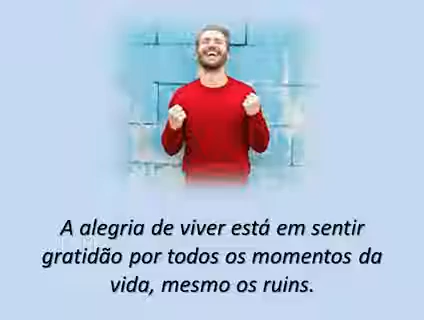 A alegria de viver está em sentir
gratidão por todos os momentos da
vida, mesmo os ruins.